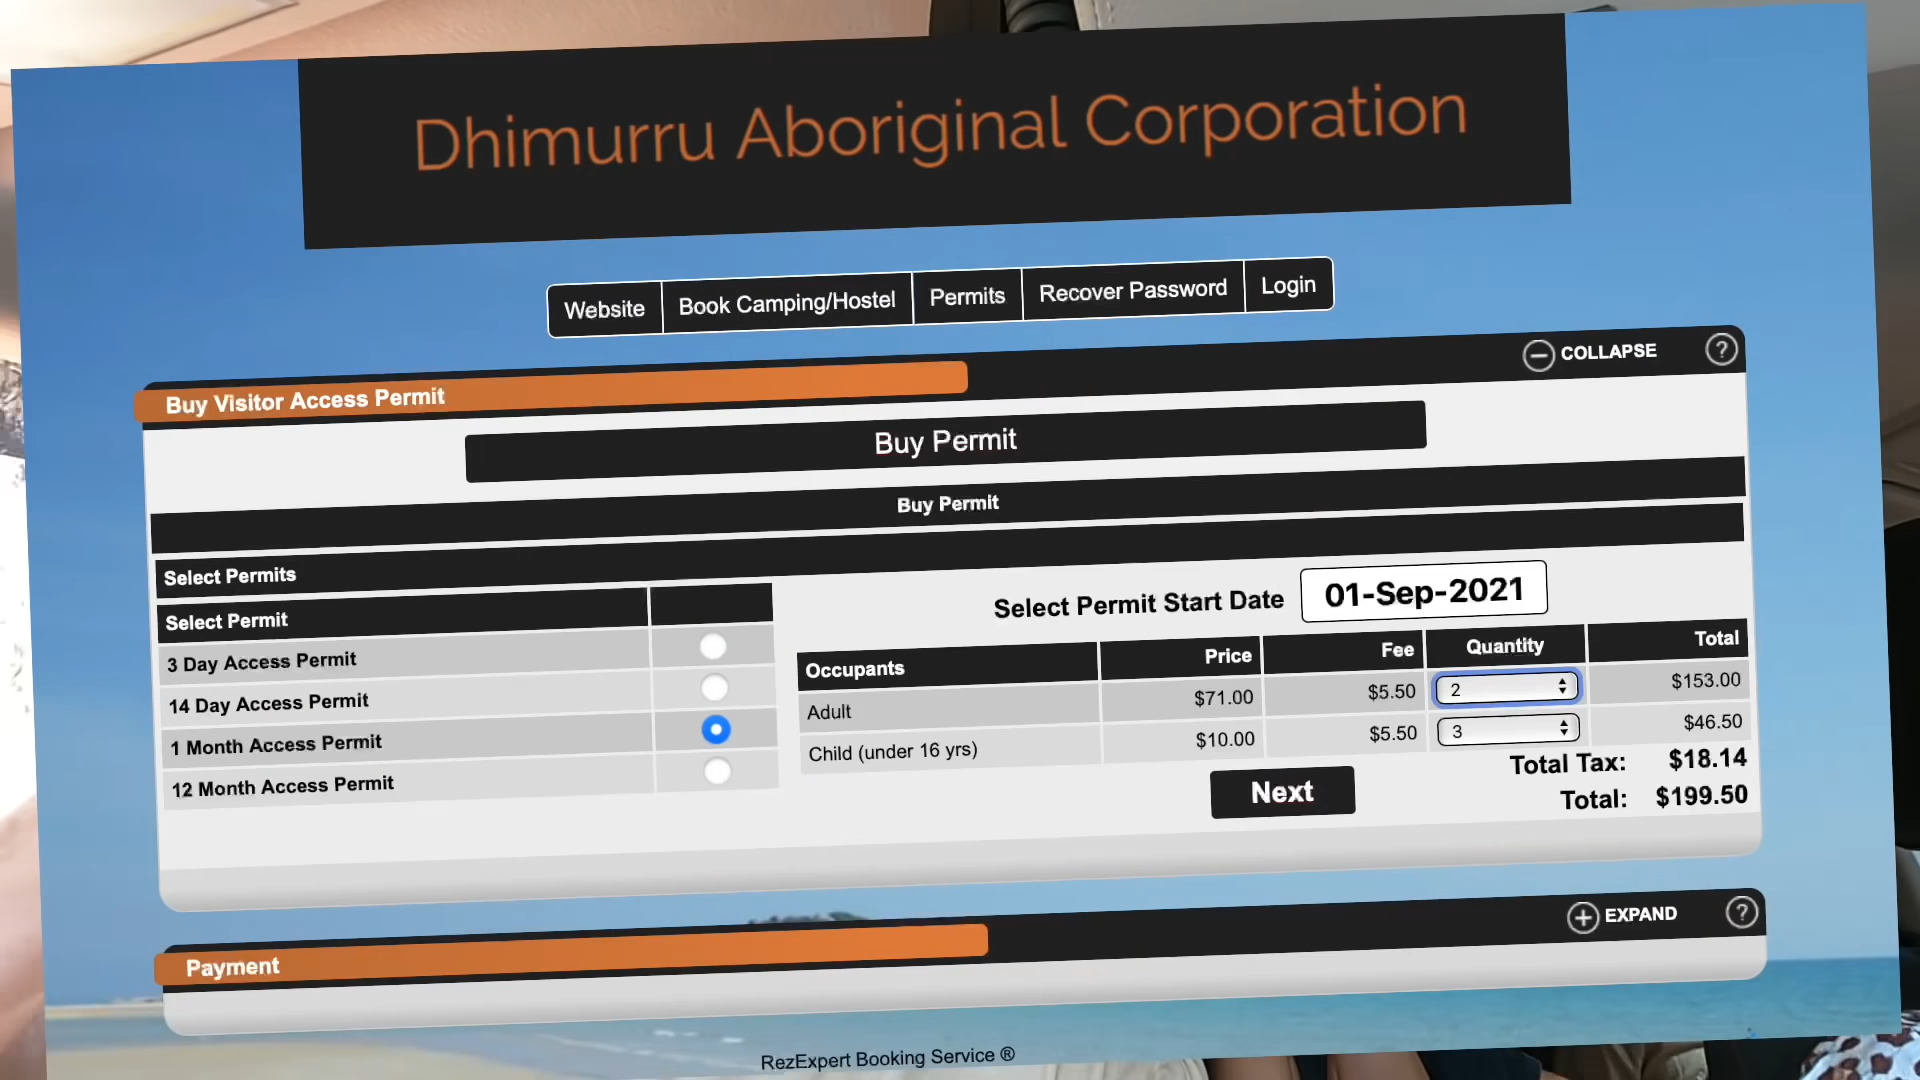 Dhimurru Aboriginal Corporation
Website Book Camping/Hostel Permits Recover Password Login
Buy Visitor Access Permit − COLLAPSE ?
Buy Permit
Buy Permit
Select Permits
Select Permit
3 Day Access Permit
14 Day Access Permit
1 Month Access Permit
12 Month Access Permit
Select Permit Start Date 01-Sep-2021
Occupants Price Fee Quantity Total
Adult $71.00 $5.50 2 $153.00
Child (under 16 yrs) $10.00 $5.50 3 $46.50
Total Tax: $18.14
Total: $199.50
Next
Payment + EXPAND ?
RezExpert Booking Service ®